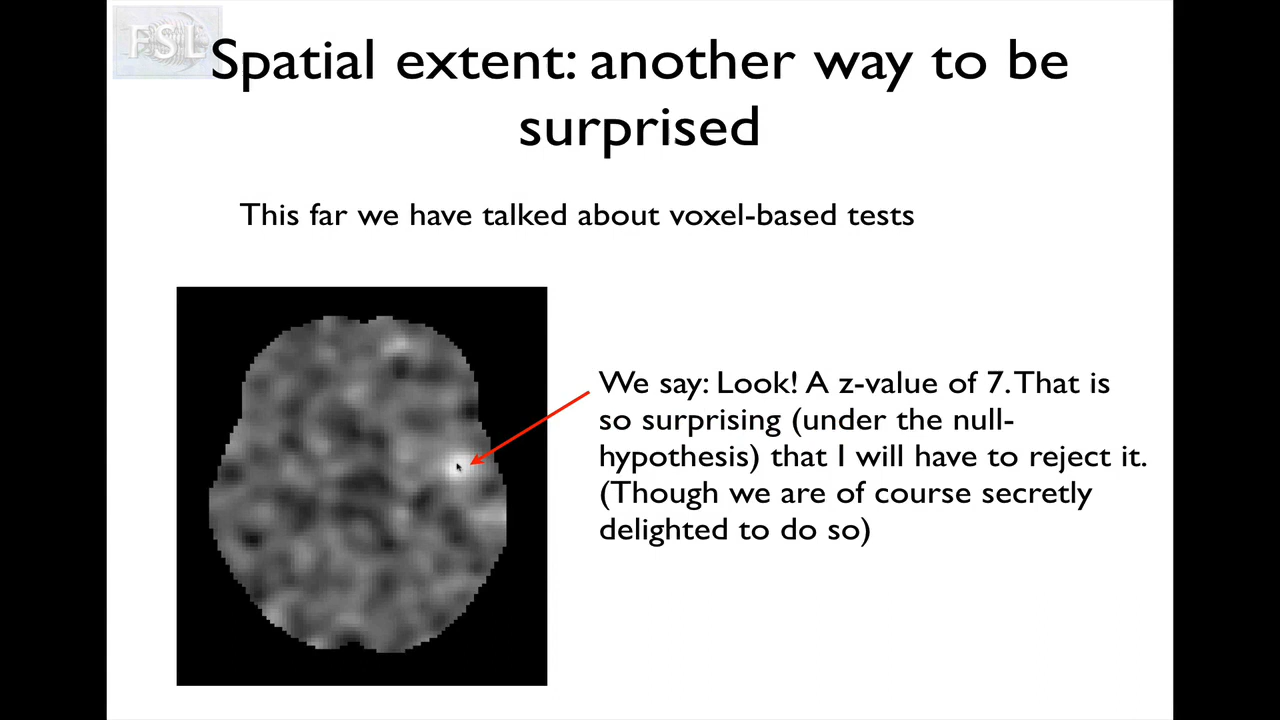 FSL
Spatial extent: another way to be
surprised
This far we have talked about voxel-based tests
We say: Look! A z-value of 7. That is
so surprising (under the null-
hypothesis) that I will have to reject it.
(Though we are of course secretly
delighted to do so)